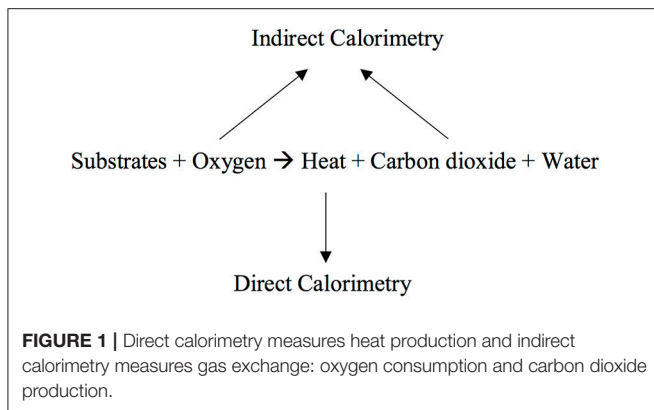 Indirect Calorimetry
Substrates + Oxygen → Heat + Carbon dioxide + Water
Direct Calorimetry
FIGURE 1 | Direct calorimetry measures heat production and indirect
calorimetry measures gas exchange: oxygen consumption and carbon dioxide
production.